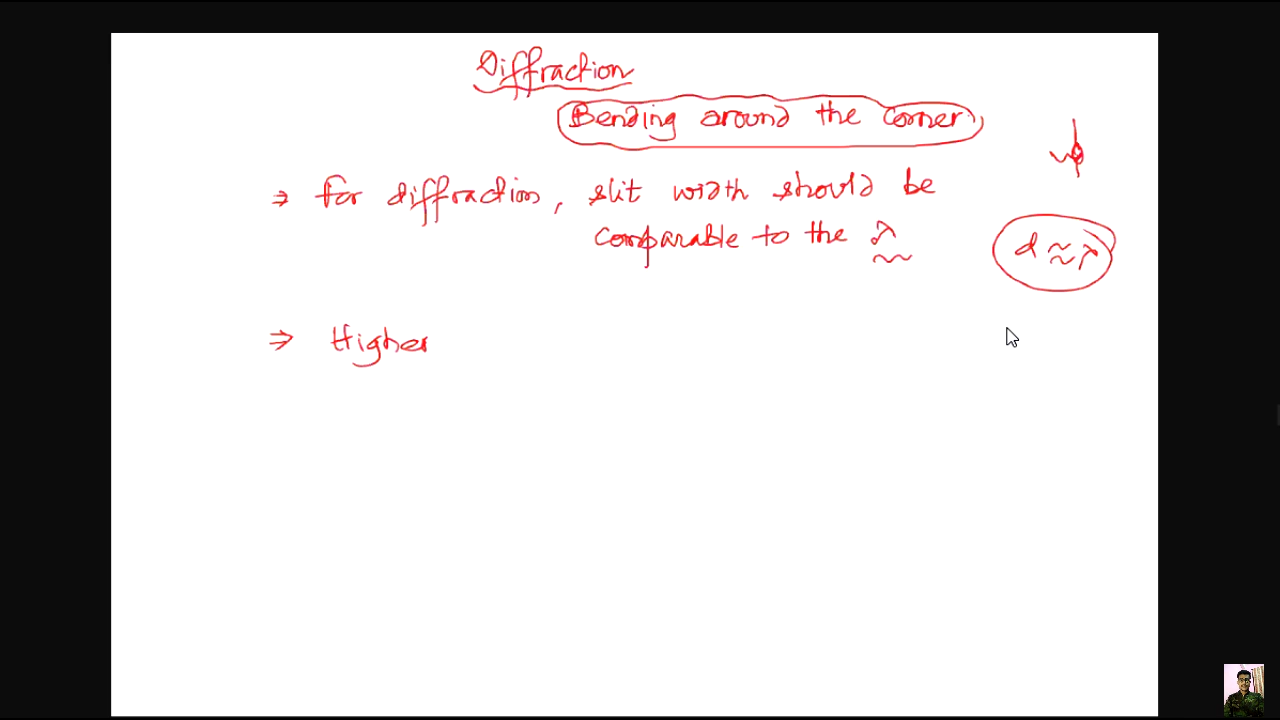 Diffraction
Bending around the corner
⇒ for diffraction, slit width should be
comparable to the λ
d ≈ λ
⇒ Higher